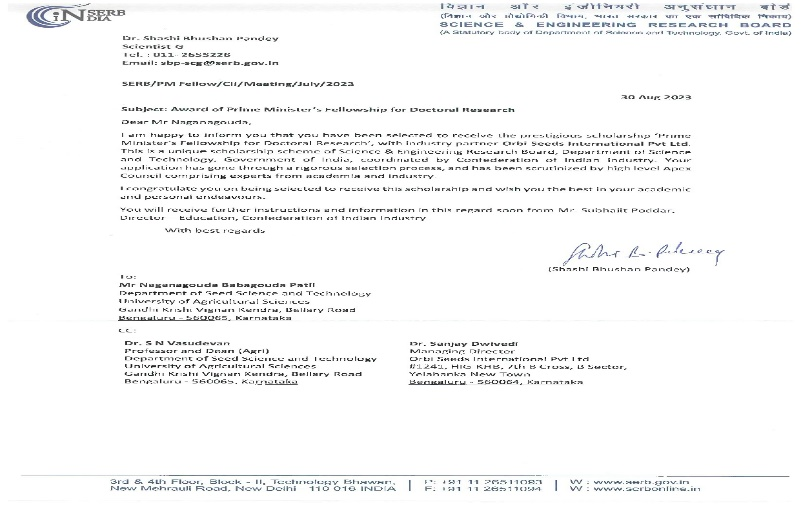 SERB
INDIA
विज्ञान और इंजीनियरी अनुसंधान बोर्ड
(विज्ञान और प्रौद्योगिकी विभाग, भारत सरकार का एक सांविधिक निकाय)
SCIENCE & ENGINEERING RESEARCH BOARD
(A Statutory body of Department of Science and Technology, Govt. of India)
Dr. Shashi Bhushan Pandey
Scientist G
Tel. : 011- 2655228
Email: sbp-scg@serb.gov.in
SERB/PM Fellow/CII/Meeting/July/2023
30 Aug 2023
Subject: Award of Prime Minister's Fellowship for Doctoral Research
Dear Mr Naganagouda,
I am happy to inform you that you have been selected to receive the prestigious scholarship 'Prime
Minister's Fellowship for Doctoral Research', with industry partner Orbi Seeds International Pvt Ltd.
This is a unique scholarship scheme of Science & Engineering Research Board, Department of Science
and Technology, Government of India, coordinated by Confederation of Indian Industry. Your
application has gone through a rigorous selection process, and has been scrutinized by high level Apex
Council comprising experts from academia and industry.
I congratulate you on being selected to receive this scholarship and wish you the best in your academic
and personal endeavours.
You will receive further instructions and information in this regard soon from Mr. Subhajit Poddar,
Director - Education, Confederation of Indian Industry
With best regards
(Shashi Bhushan Pandey)
To:
Mr Naganagouda Babagouda Patil
Department of Seed Science and Technology
University of Agricultural Sciences
Gandhi Krishi Vignan Kendra, Bellary Road
Bengaluru - 560065, Karnataka
CC:
Dr. S N Vasudevan
Professor and Dean (Agri)
Department of Seed Science and Technology
University of Agricultural Sciences
Gandhi Krishi Vignan Kendra, Bellary Road
Bengaluru - 560065, Karnataka
Dr. Sanjay Dwivedi
Managing Director
Orbi Seeds International Pvt Ltd
#1241, HIG KHB, 7th B Cross, B Sector,
Yelahanka New Town
Bengaluru - 560064, Karnataka
3rd & 4th Floor, Block - II, Technology Bhawan,
New Mehrauli Road, New Delhi - 110 016 INDIA
P: +91 11 26511093
F: +91 11 26511094
W : www.serb.gov.in
W : www.serbonline.in